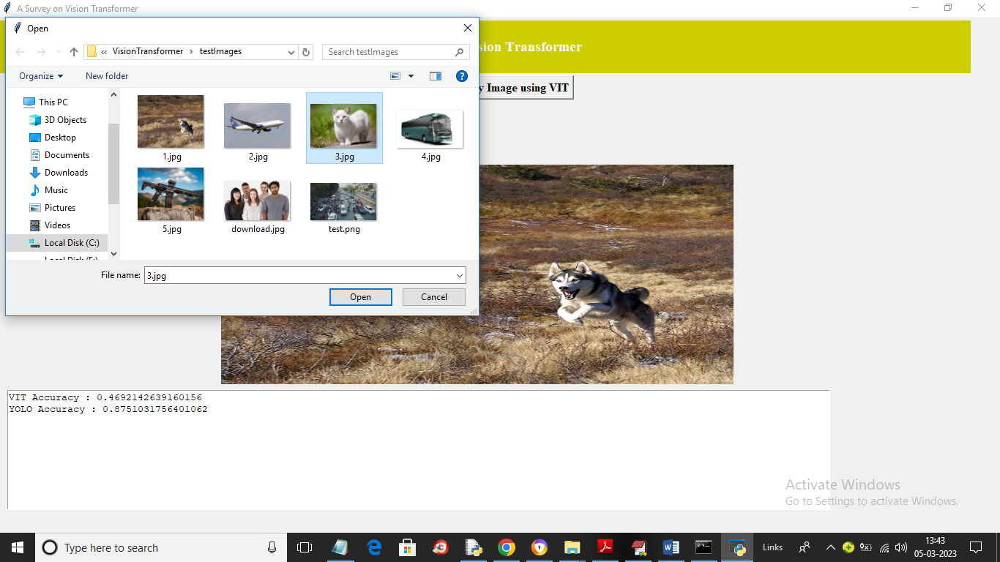 A Survey on Vision Transformer
Open
« VisionTransformer › testImages
Search testImages
sion Transformer
Organize
New folder
y Image using VIT
This PC
3D Objects
Desktop
Documents
Downloads
Music
Pictures
Videos
Local Disk (C:)
1.jpg
2.jpg
3.jpg
4.jpg
5.jpg
download.jpg
test.png
File name: 3.jpg
Open
Cancel
VIT Accuracy : 0.4692142639160156
YOLO Accuracy : 0.8751031756401062
Activate Windows
Go to Settings to activate Windows.
Type here to search
Links
13:43
05-03-2023